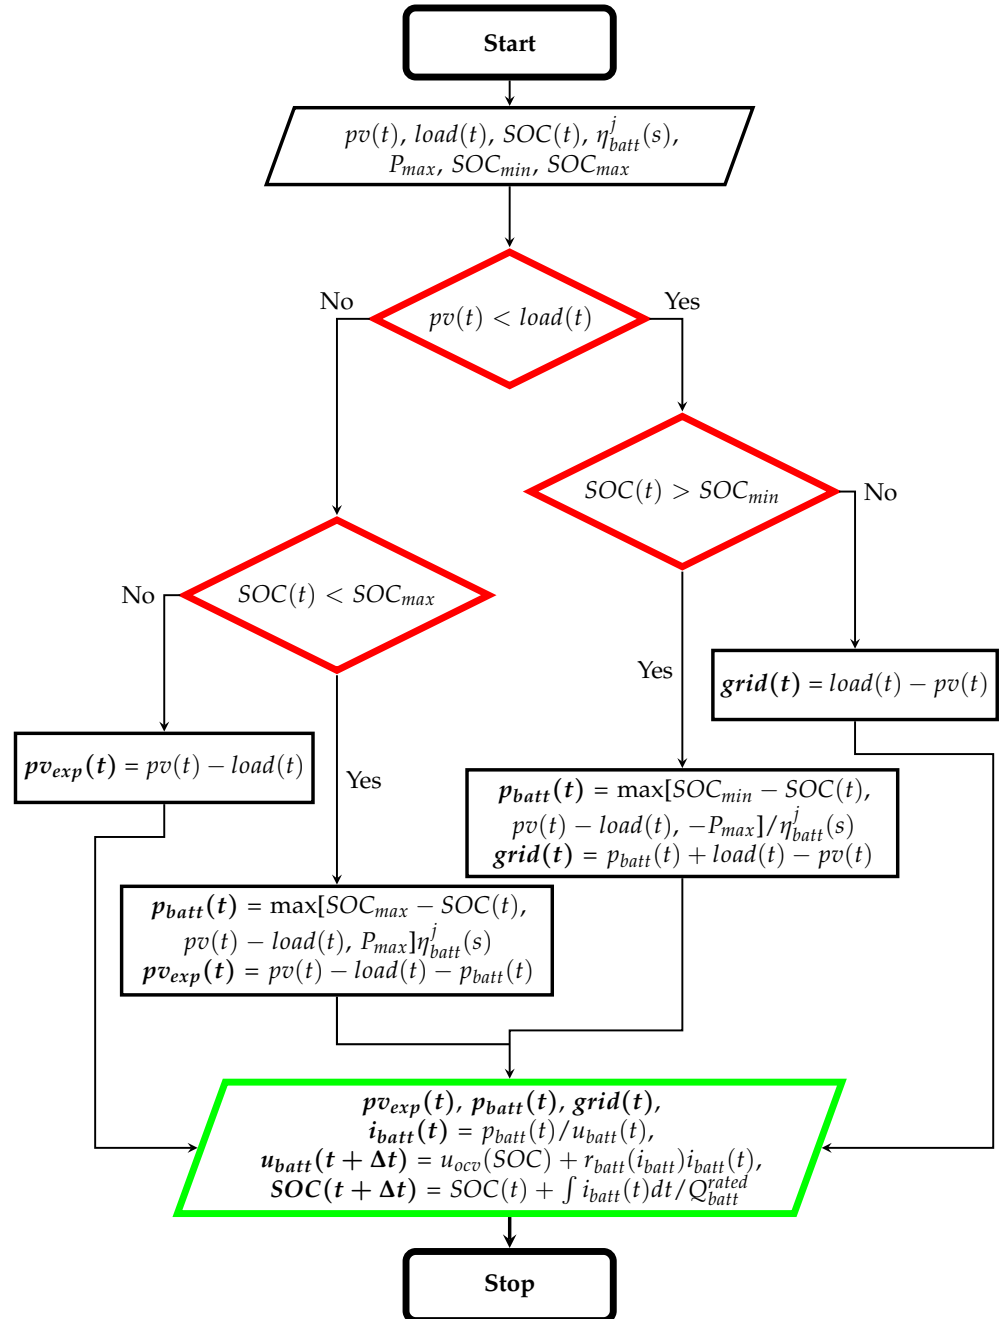 Start
pv(t), load(t), SOC(t), η^j_batt(s),
P_max, SOC_min, SOC_max
No
Yes
pv(t) < load(t)
SOC(t) > SOC_min
No
No
SOC(t) < SOC_max
Yes
grid(t) = load(t) − pv(t)
pv_exp(t) = pv(t) − load(t)
Yes
p_batt(t) = max[SOC_min − SOC(t),
pv(t) − load(t), −P_max]/η^j_batt(s)
grid(t) = p_batt(t) + load(t) − pv(t)
p_batt(t) = max[SOC_max − SOC(t),
pv(t) − load(t), P_max]η^j_batt(s)
pv_exp(t) = pv(t) − load(t) − p_batt(t)
pv_exp(t), p_batt(t), grid(t),
i_batt(t) = p_batt(t)/u_batt(t),
u_batt(t + Δt) = u_ocv(SOC) + r_batt(i_batt)i_batt(t),
SOC(t + Δt) = SOC(t) + ∫ i_batt(t)dt/Q^rated_batt
Stop